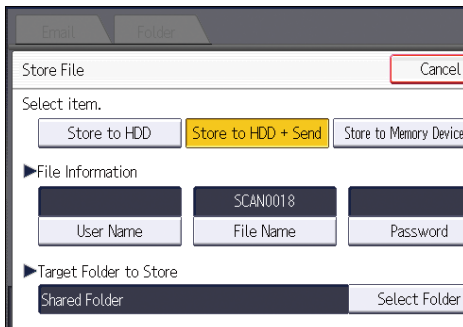 Email Folder
Store File Cancel
Select item.
Store to HDD Store to HDD + Send Store to Memory Device
►File Information
SCAN0018
User Name File Name Password
►Target Folder to Store
Shared Folder Select Folder